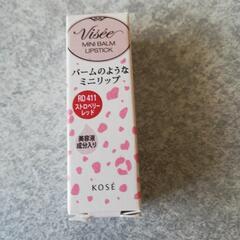 Visée
MINI BALM
LIPSTICK
バームのような
ミニリップ
RD 411
ストロベリー
レッド
美容液
成分入り
KOSÉ